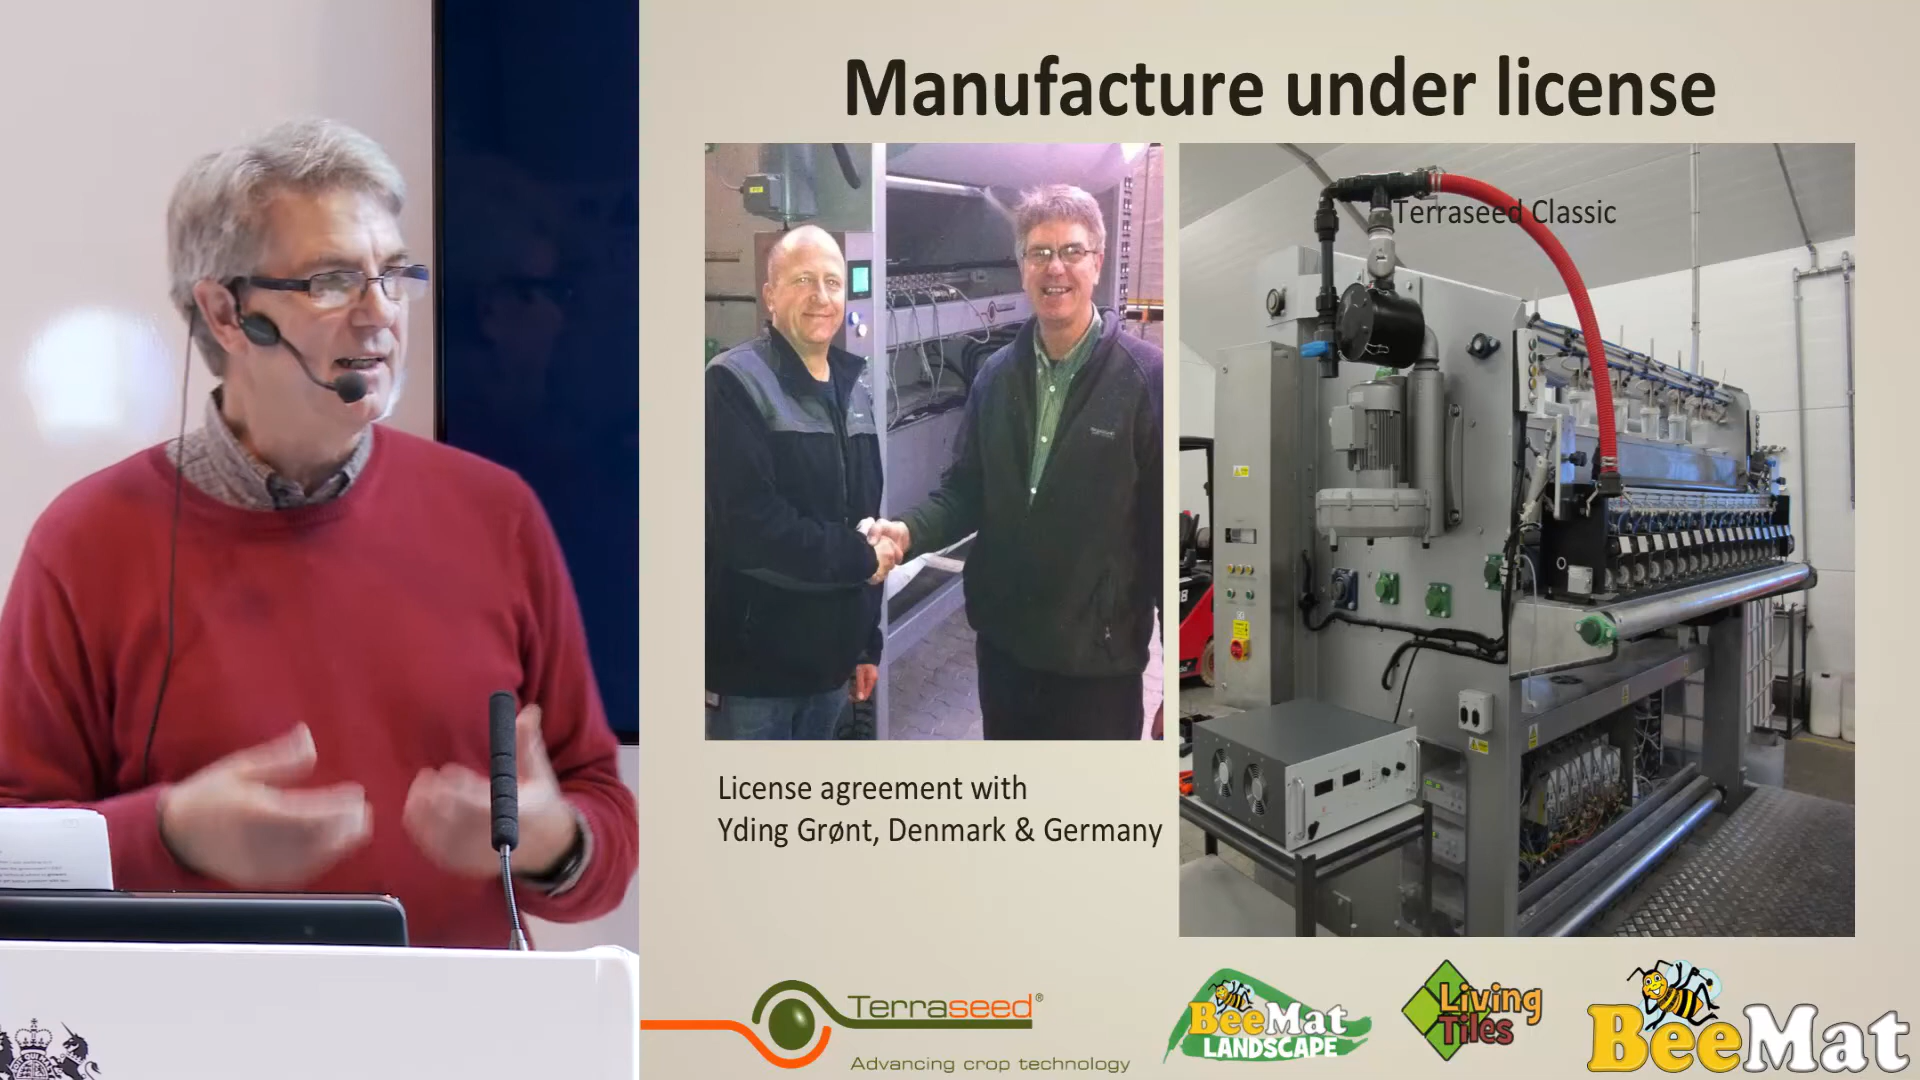 Manufacture under license
Terraseed Classic
License agreement with
Yding Grønt, Denmark & Germany
Terraseed®
Advancing crop technology
BeeMat
LANDSCAPE
Living
Tiles
BeeMat